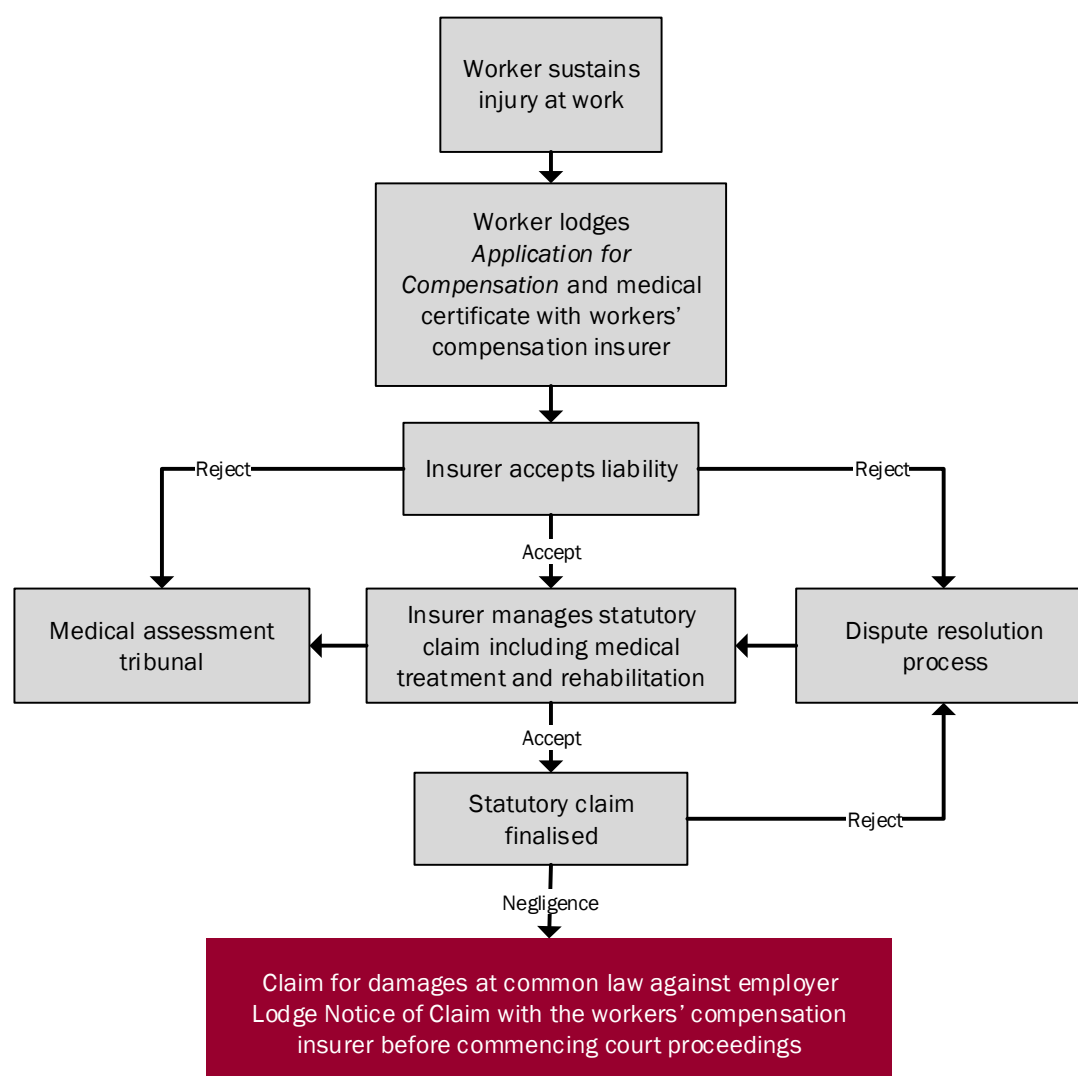 Worker sustains
injury at work
Worker lodges
Application for
Compensation and medical
certificate with workers’
compensation insurer
Reject
Insurer accepts liability
Reject
Accept
Medical assessment
tribunal
Insurer manages statutory
claim including medical
treatment and rehabilitation
Dispute resolution
process
Accept
Statutory claim
finalised
Reject
Negligence
Claim for damages at common law against employer
Lodge Notice of Claim with the workers’ compensation
insurer before commencing court proceedings